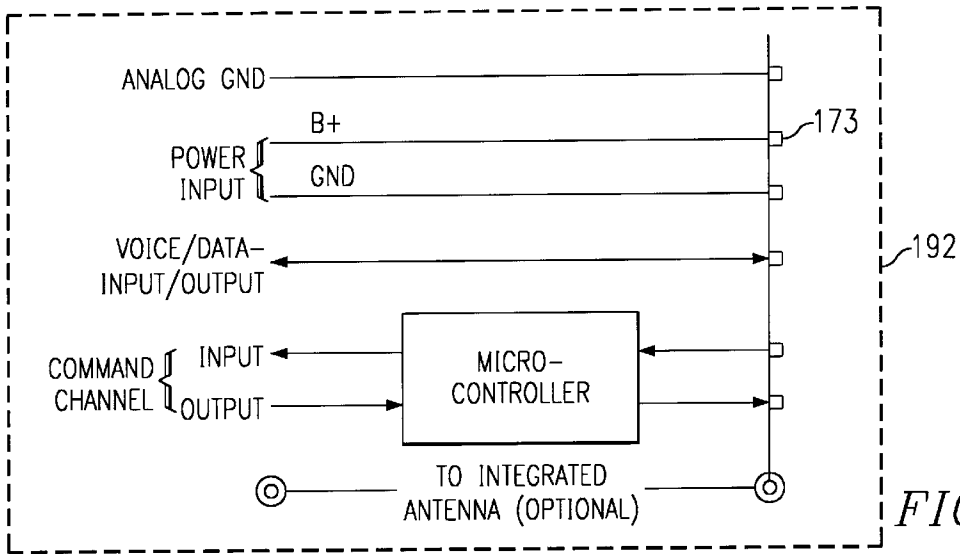 ANALOG GND
B+
173
POWER
INPUT
GND
VOICE/DATA-
INPUT/OUTPUT
192
COMMAND
CHANNEL
INPUT
OUTPUT
MICRO-
CONTROLLER
TO INTEGRATED
ANTENNA (OPTIONAL)
FIG